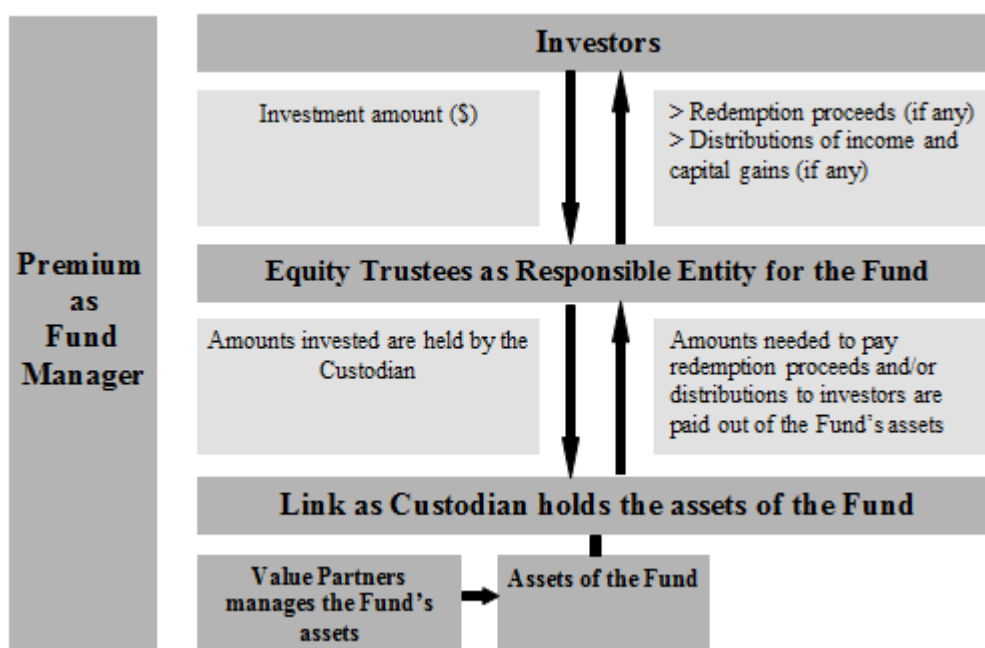 Investors
Investment amount ($)
> Redemption proceeds (if any)
> Distributions of income and
capital gains (if any)
Premium
as
Fund
Manager
Equity Trustees as Responsible Entity for the Fund
Amounts invested are held by the
Custodian
Amounts needed to pay
redemption proceeds and/or
distributions to investors are
paid out of the Fund’s assets
Link as Custodian holds the assets of the Fund
Value Partners
manages the Fund’s
assets
Assets of the Fund